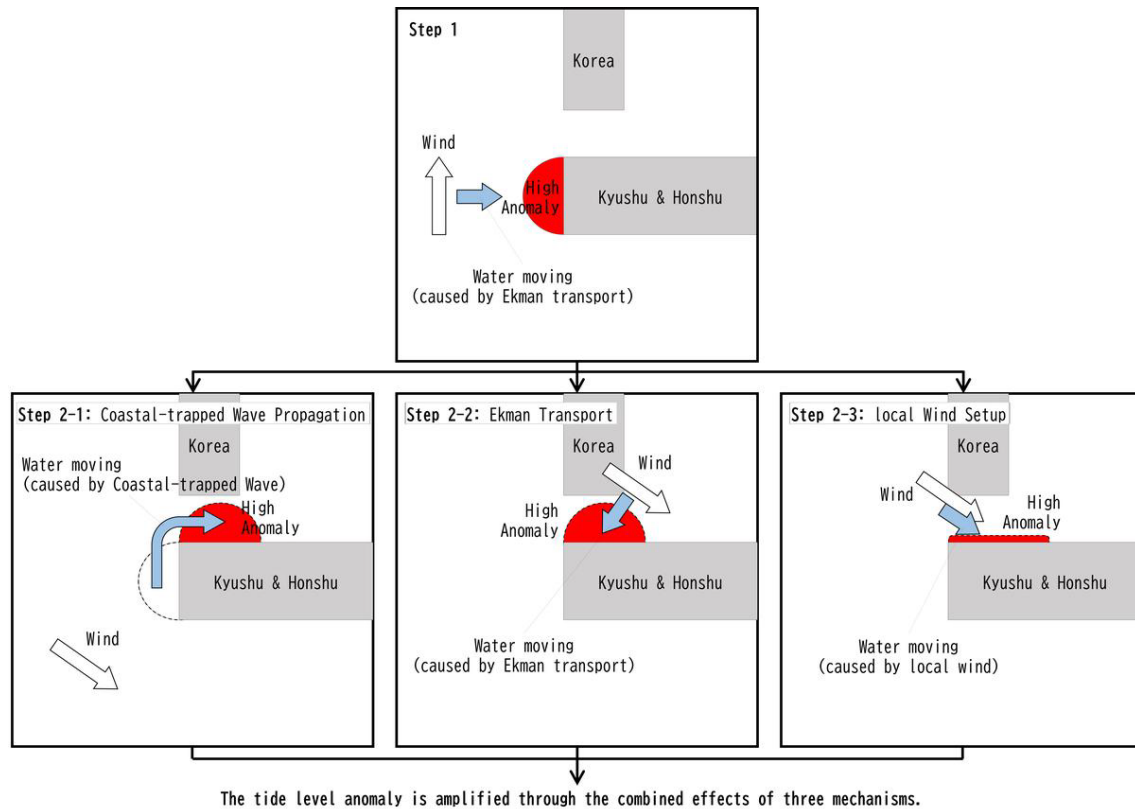 Step 1
Korea
Wind
High
Anomaly
Kyushu & Honshu
Water moving
(caused by Ekman transport)
Step 2-1: Coastal-trapped Wave Propagation
Korea
Water moving
(caused by Coastal-trapped Wave)
High
Anomaly
Kyushu & Honshu
Wind
Step 2-2: Ekman Transport
Korea
Wind
High
Anomaly
Kyushu & Honshu
Water moving
(caused by Ekman transport)
Step 2-3: local Wind Setup
Korea
Wind
High
Anomaly
Kyushu & Honshu
Water moving
(caused by local wind)
The tide level anomaly is amplified through the combined effects of three mechanisms.